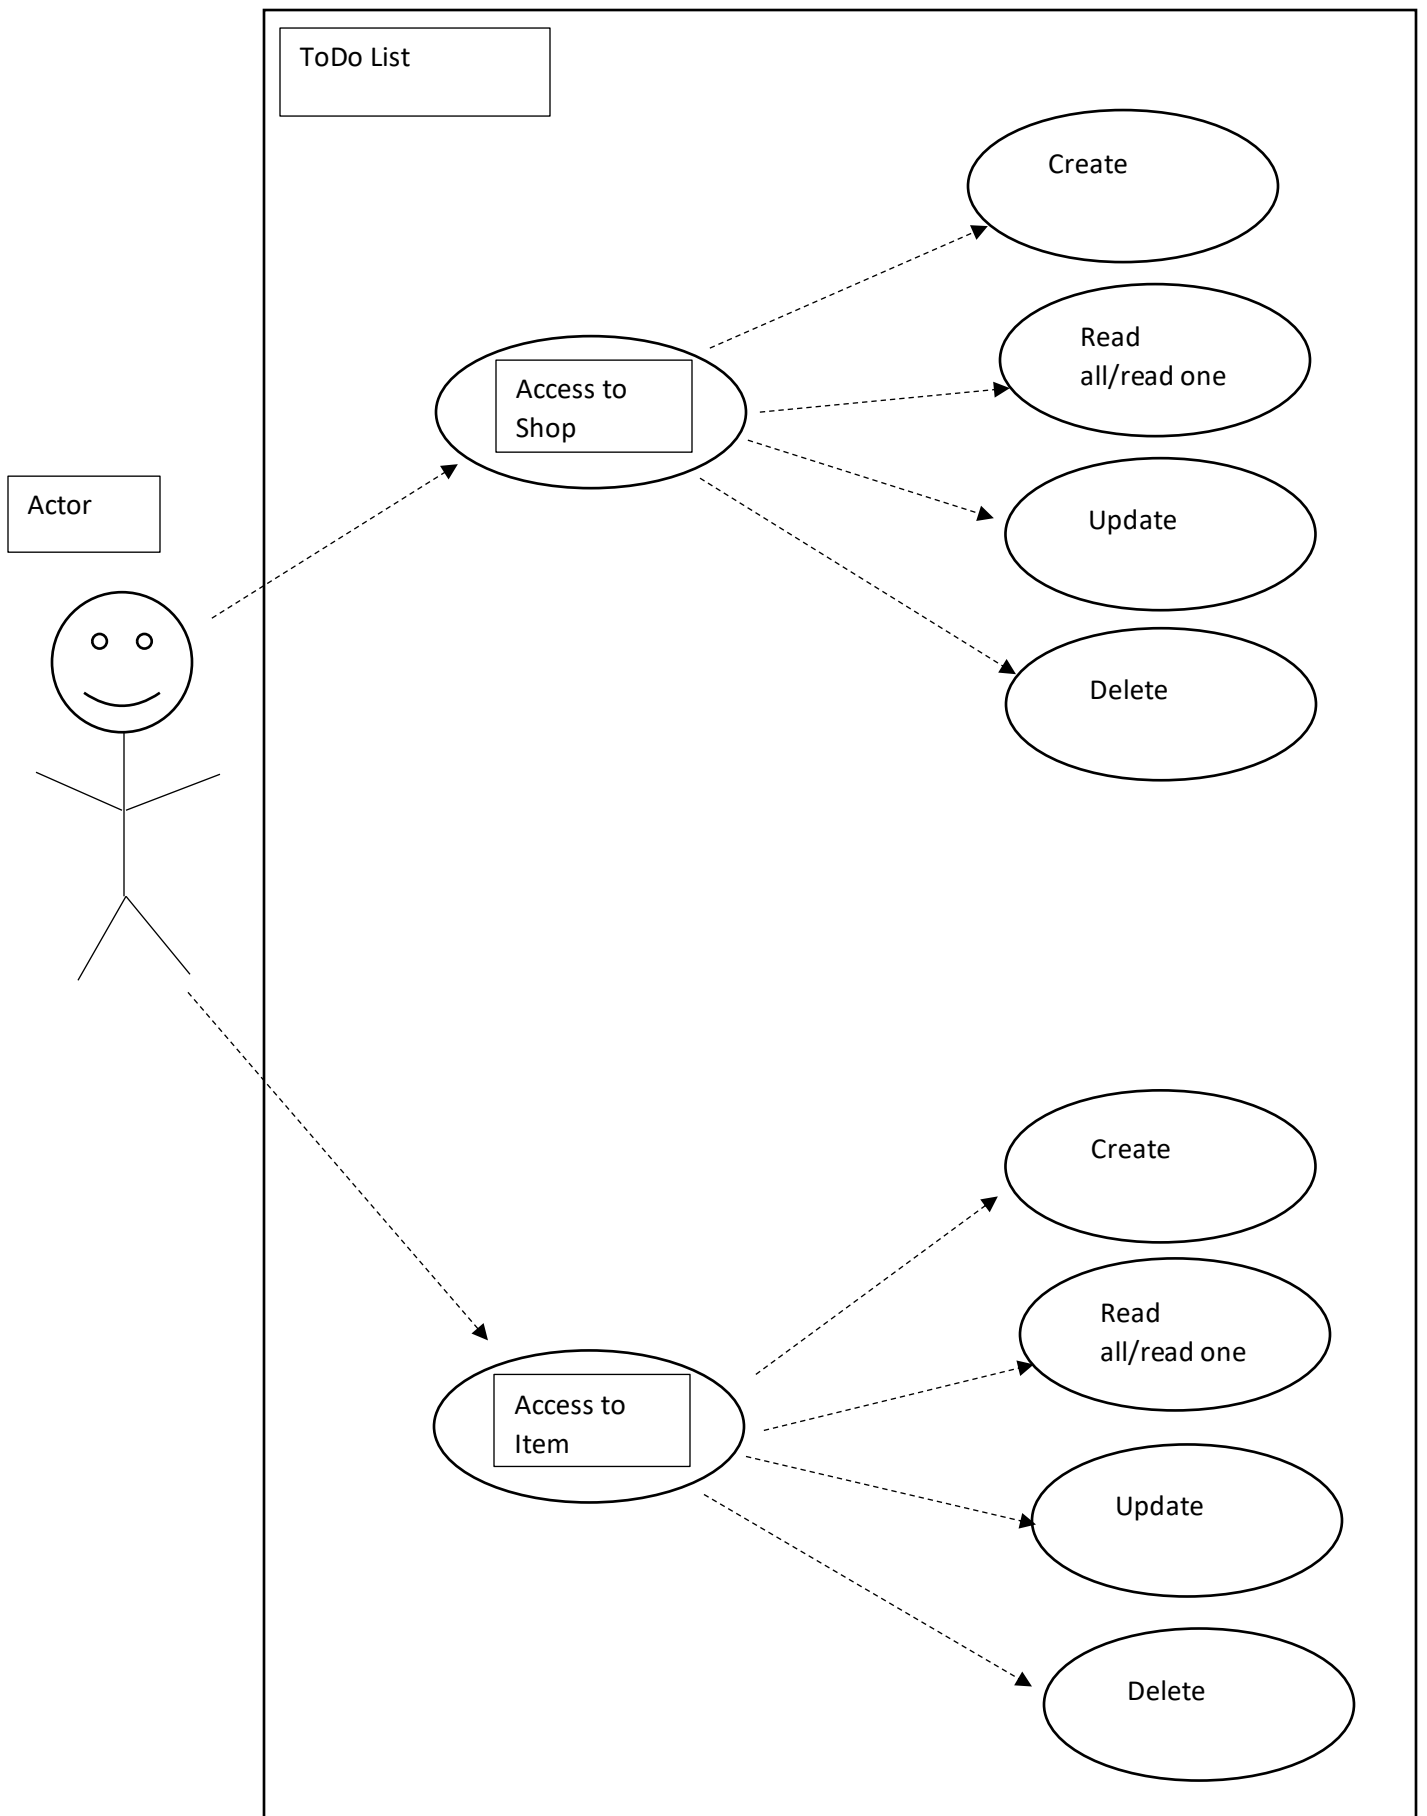 ToDo List
Create
Read
all/read one
Access to
Shop
Update
Actor
Delete
Create
Read
all/read one
Access to
Item
Update
Delete